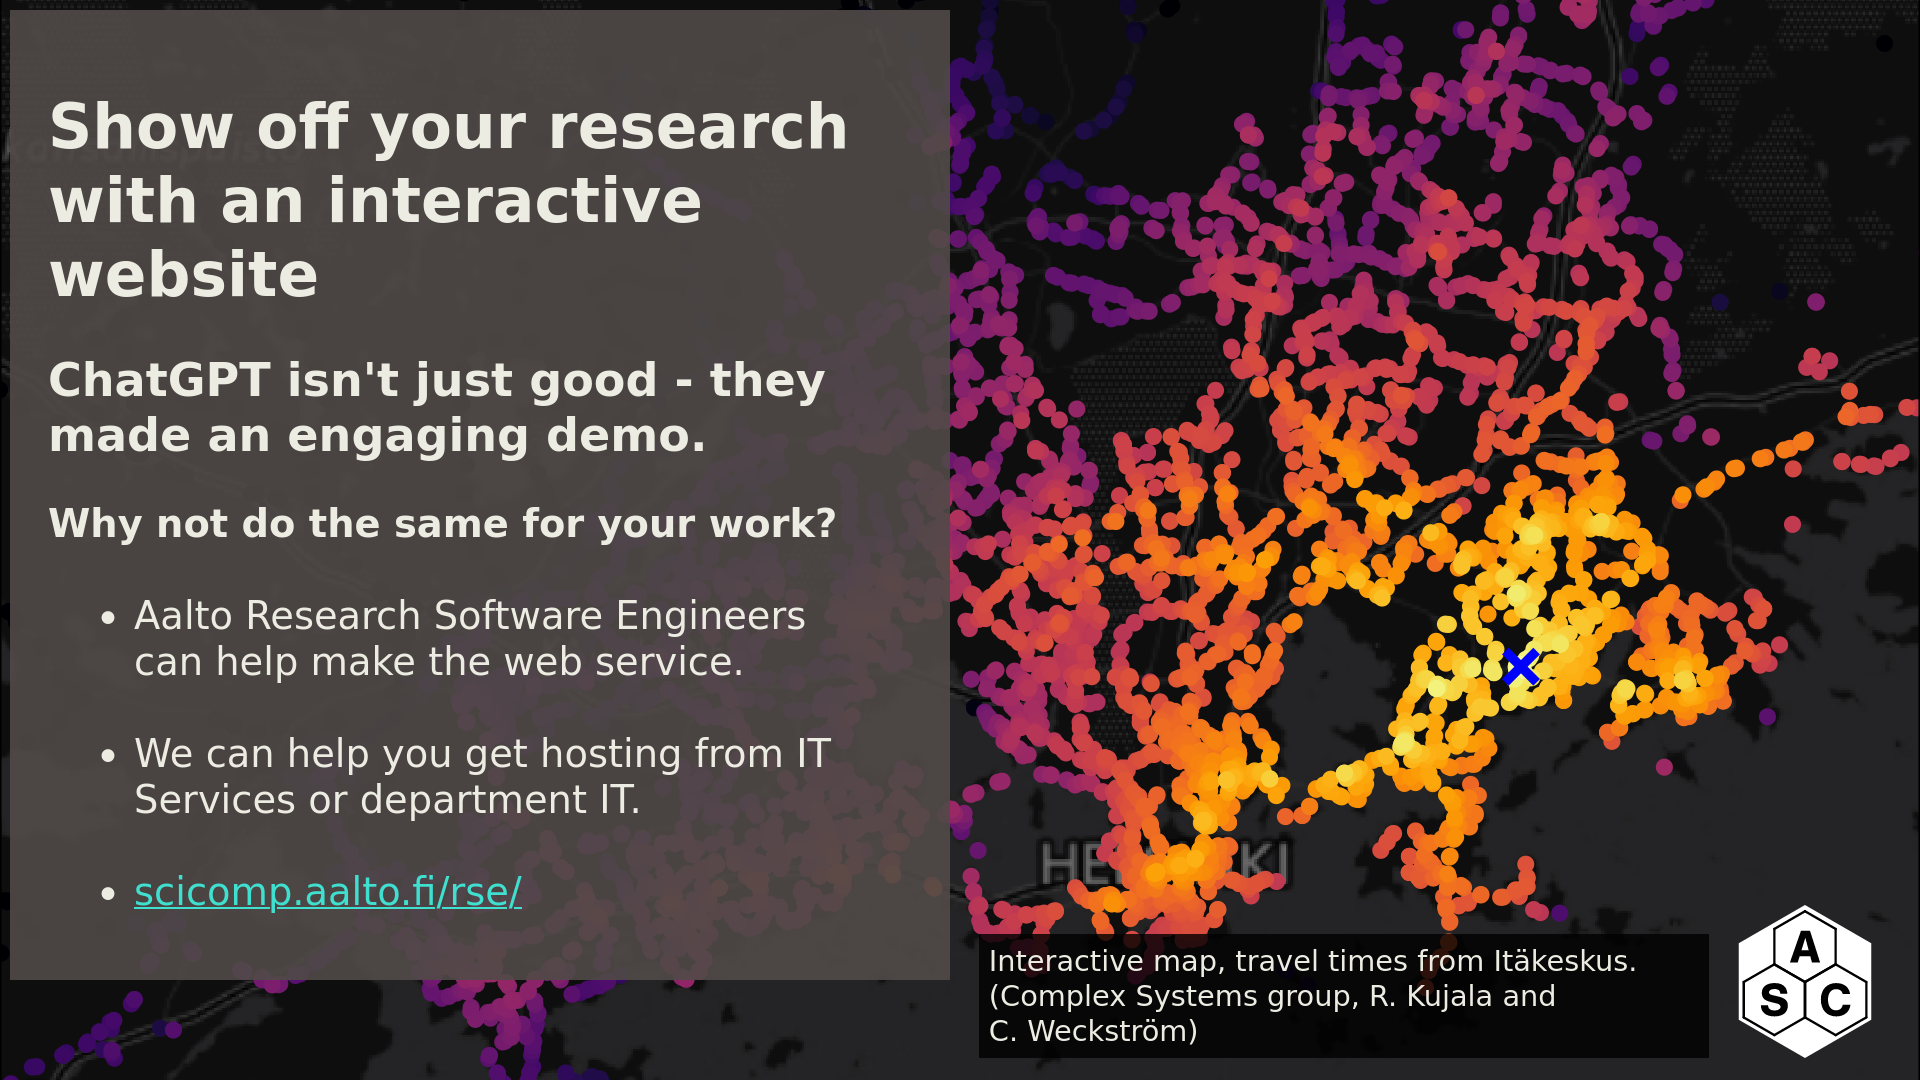 Show off your research
with an interactive
website
ChatGPT isn't just good - they
made an engaging demo.
Why not do the same for your work?
• Aalto Research Software Engineers
can help make the web service.
• We can help you get hosting from IT
Services or department IT.
• scicomp.aalto.fi/rse/
Interactive map, travel times from Itäkeskus.
(Complex Systems group, R. Kujala and
C. Weckström)
A
S C